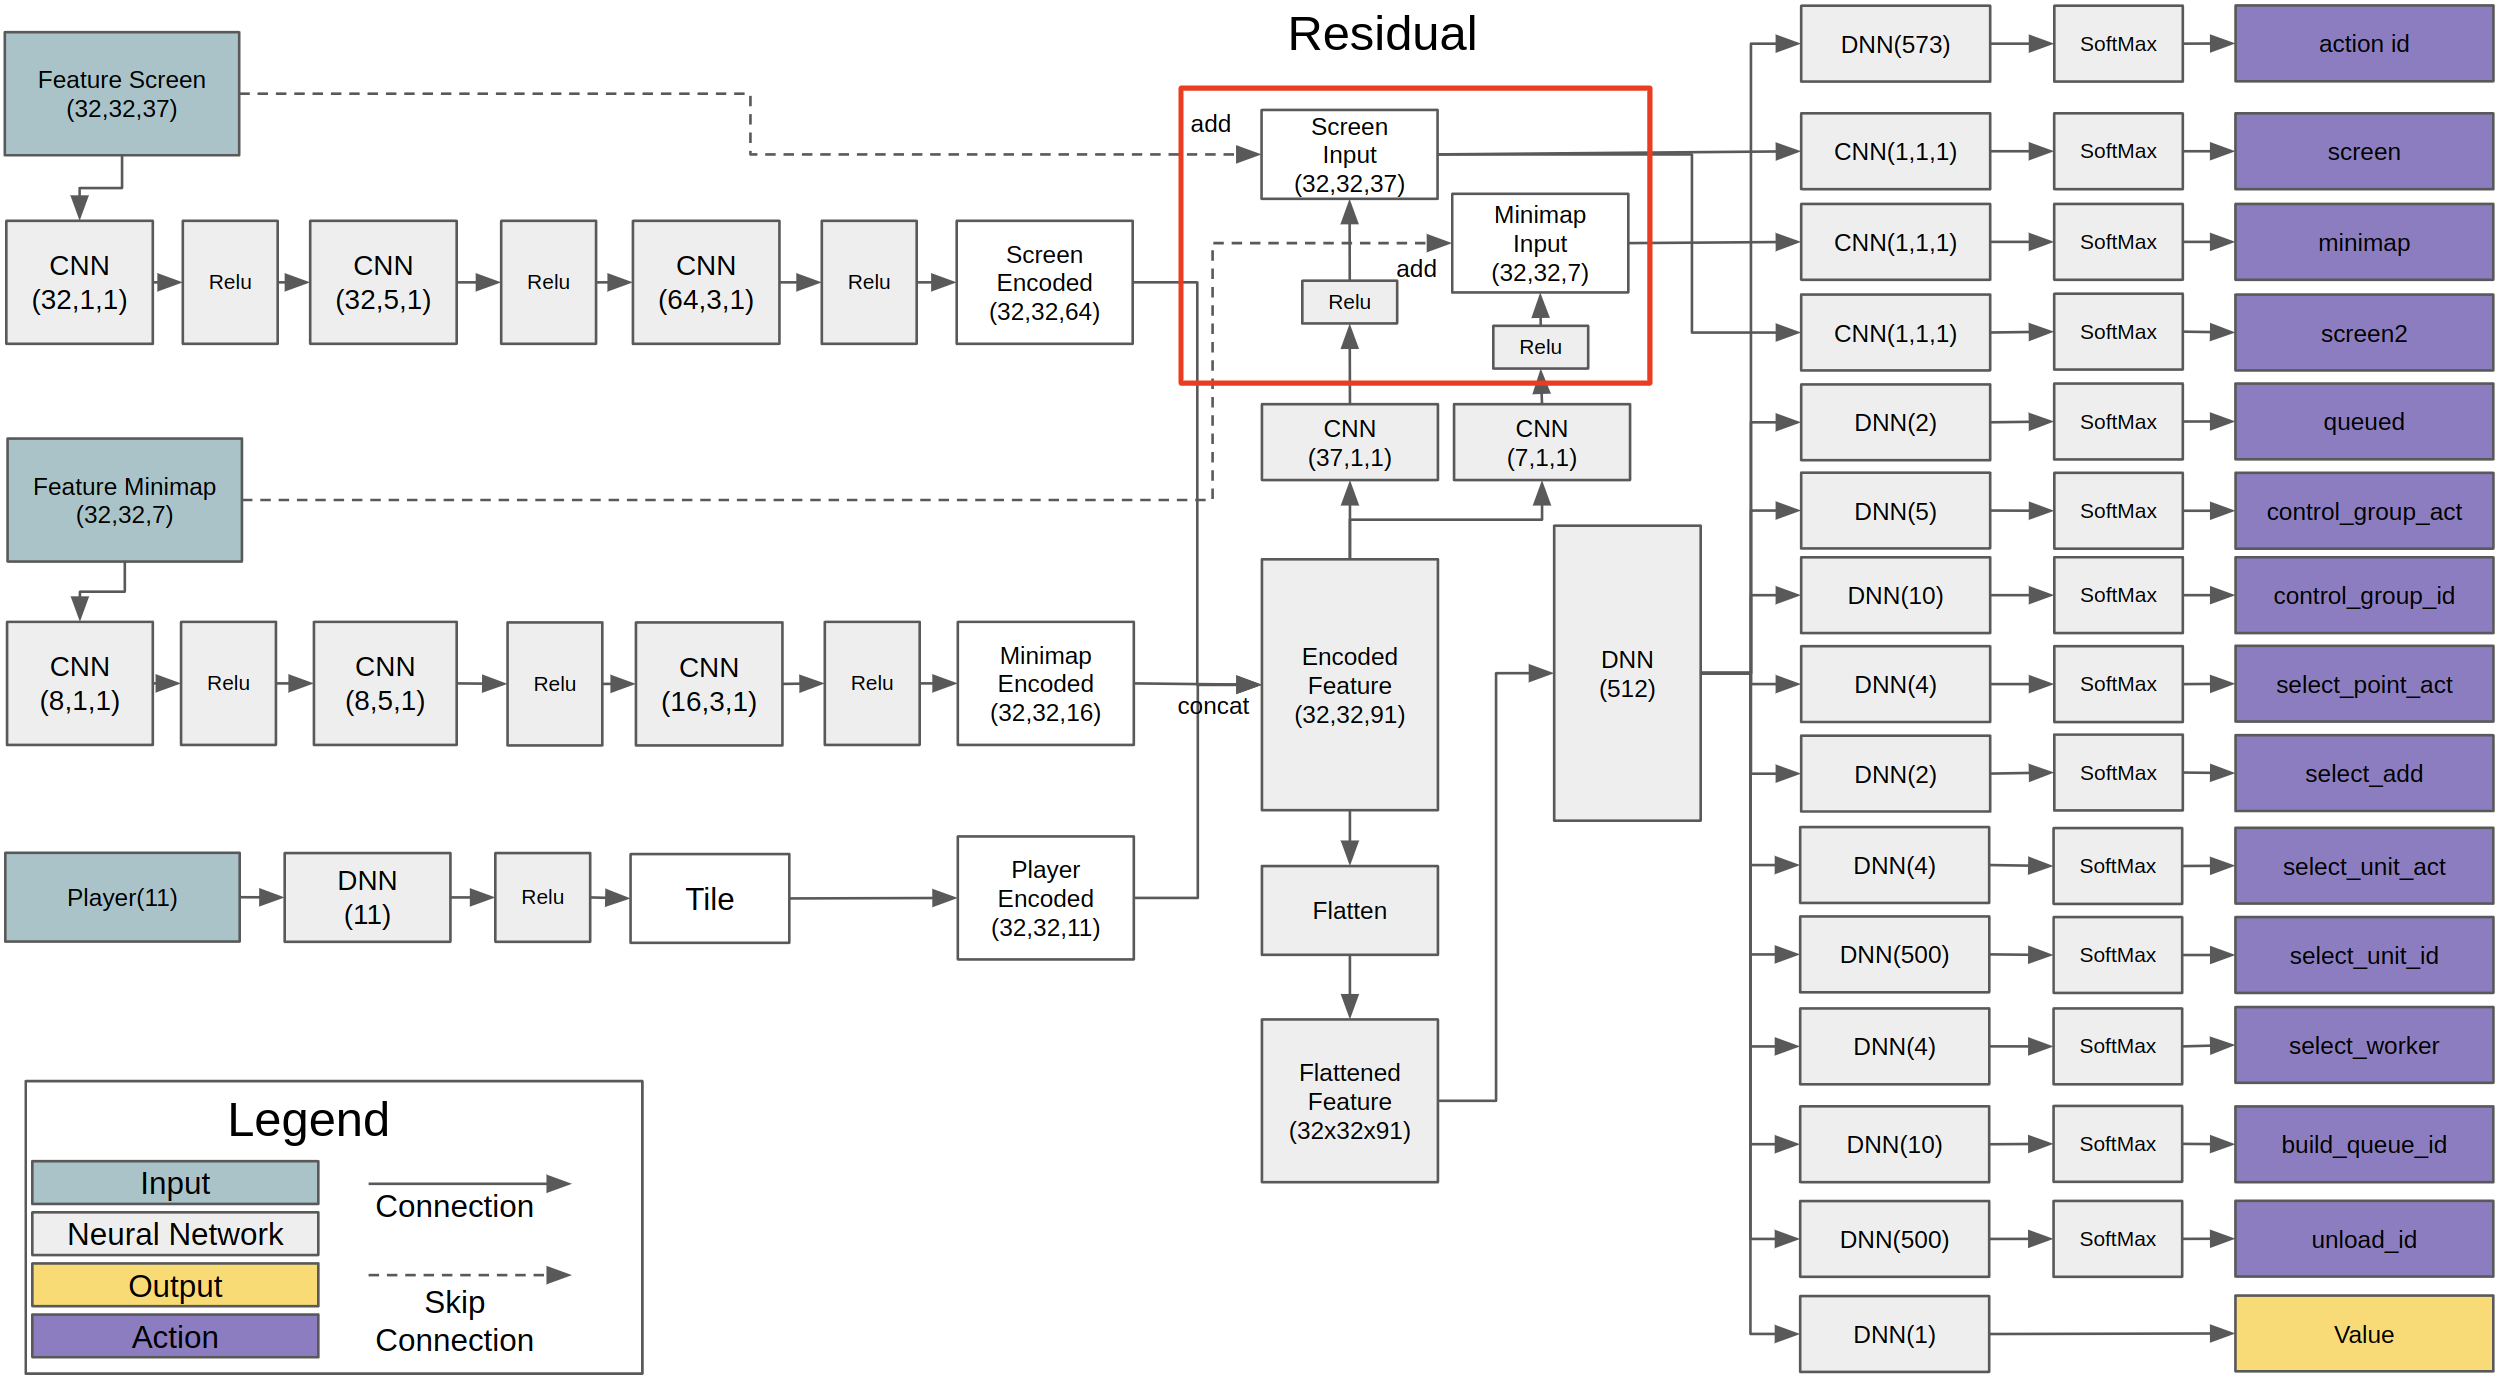 Residual
Feature Screen
(32,32,37)
add
Screen
Input
(32,32,37)
Minimap
Input
(32,32,7)
add
Relu
Relu
CNN
(32,1,1)
Relu
CNN
(32,5,1)
Relu
CNN
(64,3,1)
Relu
Screen
Encoded
(32,32,64)
CNN
(37,1,1)
CNN
(7,1,1)
Feature Minimap
(32,32,7)
CNN
(8,1,1)
Relu
CNN
(8,5,1)
Relu
CNN
(16,3,1)
Relu
Minimap
Encoded
(32,32,16)
concat
Encoded
Feature
(32,32,91)
DNN
(512)
Player(11)
DNN
(11)
Relu
Tile
Player
Encoded
(32,32,11)
Flatten
Flattened
Feature
(32x32x91)
DNN(573)
SoftMax
action id
CNN(1,1,1)
SoftMax
screen
CNN(1,1,1)
SoftMax
minimap
CNN(1,1,1)
SoftMax
screen2
DNN(2)
SoftMax
queued
DNN(5)
SoftMax
control_group_act
DNN(10)
SoftMax
control_group_id
DNN(4)
SoftMax
select_point_act
DNN(2)
SoftMax
select_add
DNN(4)
SoftMax
select_unit_act
DNN(500)
SoftMax
select_unit_id
DNN(4)
SoftMax
select_worker
DNN(10)
SoftMax
build_queue_id
DNN(500)
SoftMax
unload_id
DNN(1)
Value
Legend
Input
Neural Network
Output
Action
Connection
Skip
Connection